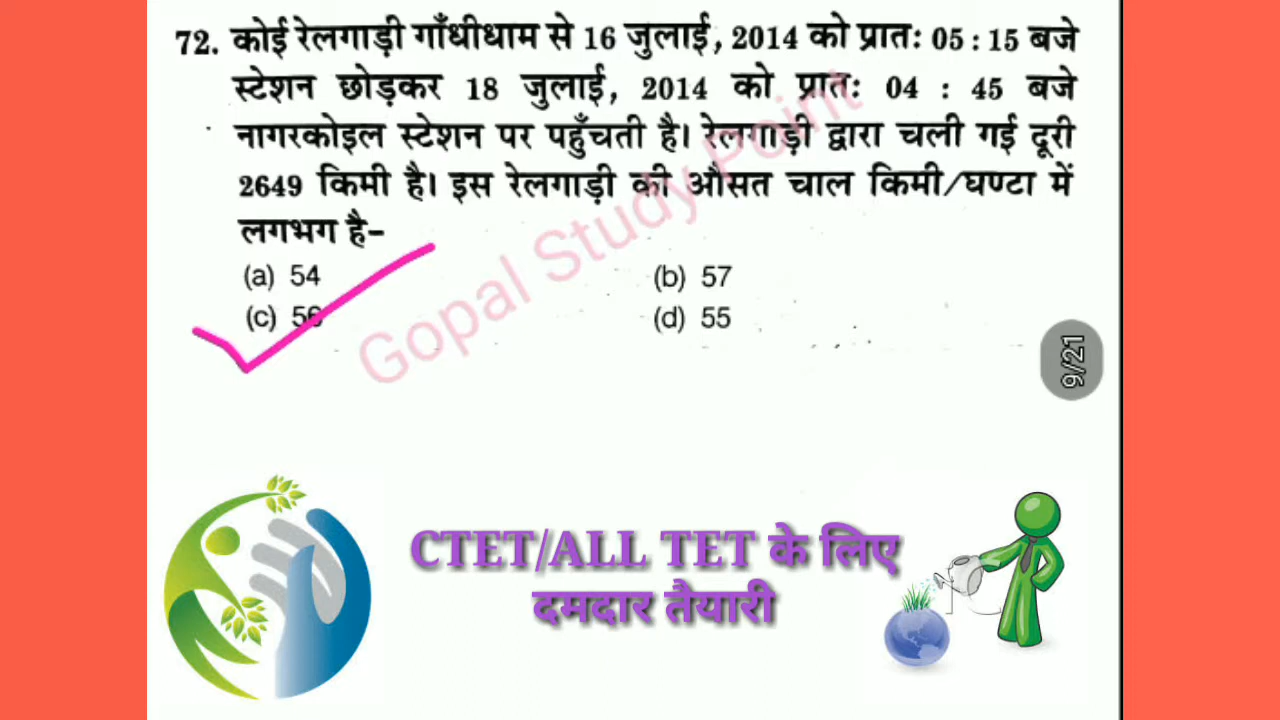 72. कोई रेलगाड़ी गाँधीधाम से 16 जुलाई, 2014 को प्रातः 05 : 15 बजे
स्टेशन छोड़कर 18 जुलाई, 2014 को प्रातः 04 : 45 बजे
नागरकोइल स्टेशन पर पहुँचती है। रेलगाड़ी द्वारा चली गई दूरी
2649 किमी है। इस रेलगाड़ी की औसत चाल किमी/घण्टा में
लगभग है-
(a) 54 (b) 57
(c) 56 (d) 55
Gopal Study Point
9/21
CTET/ALL TET के लिए
दमदार तैयारी